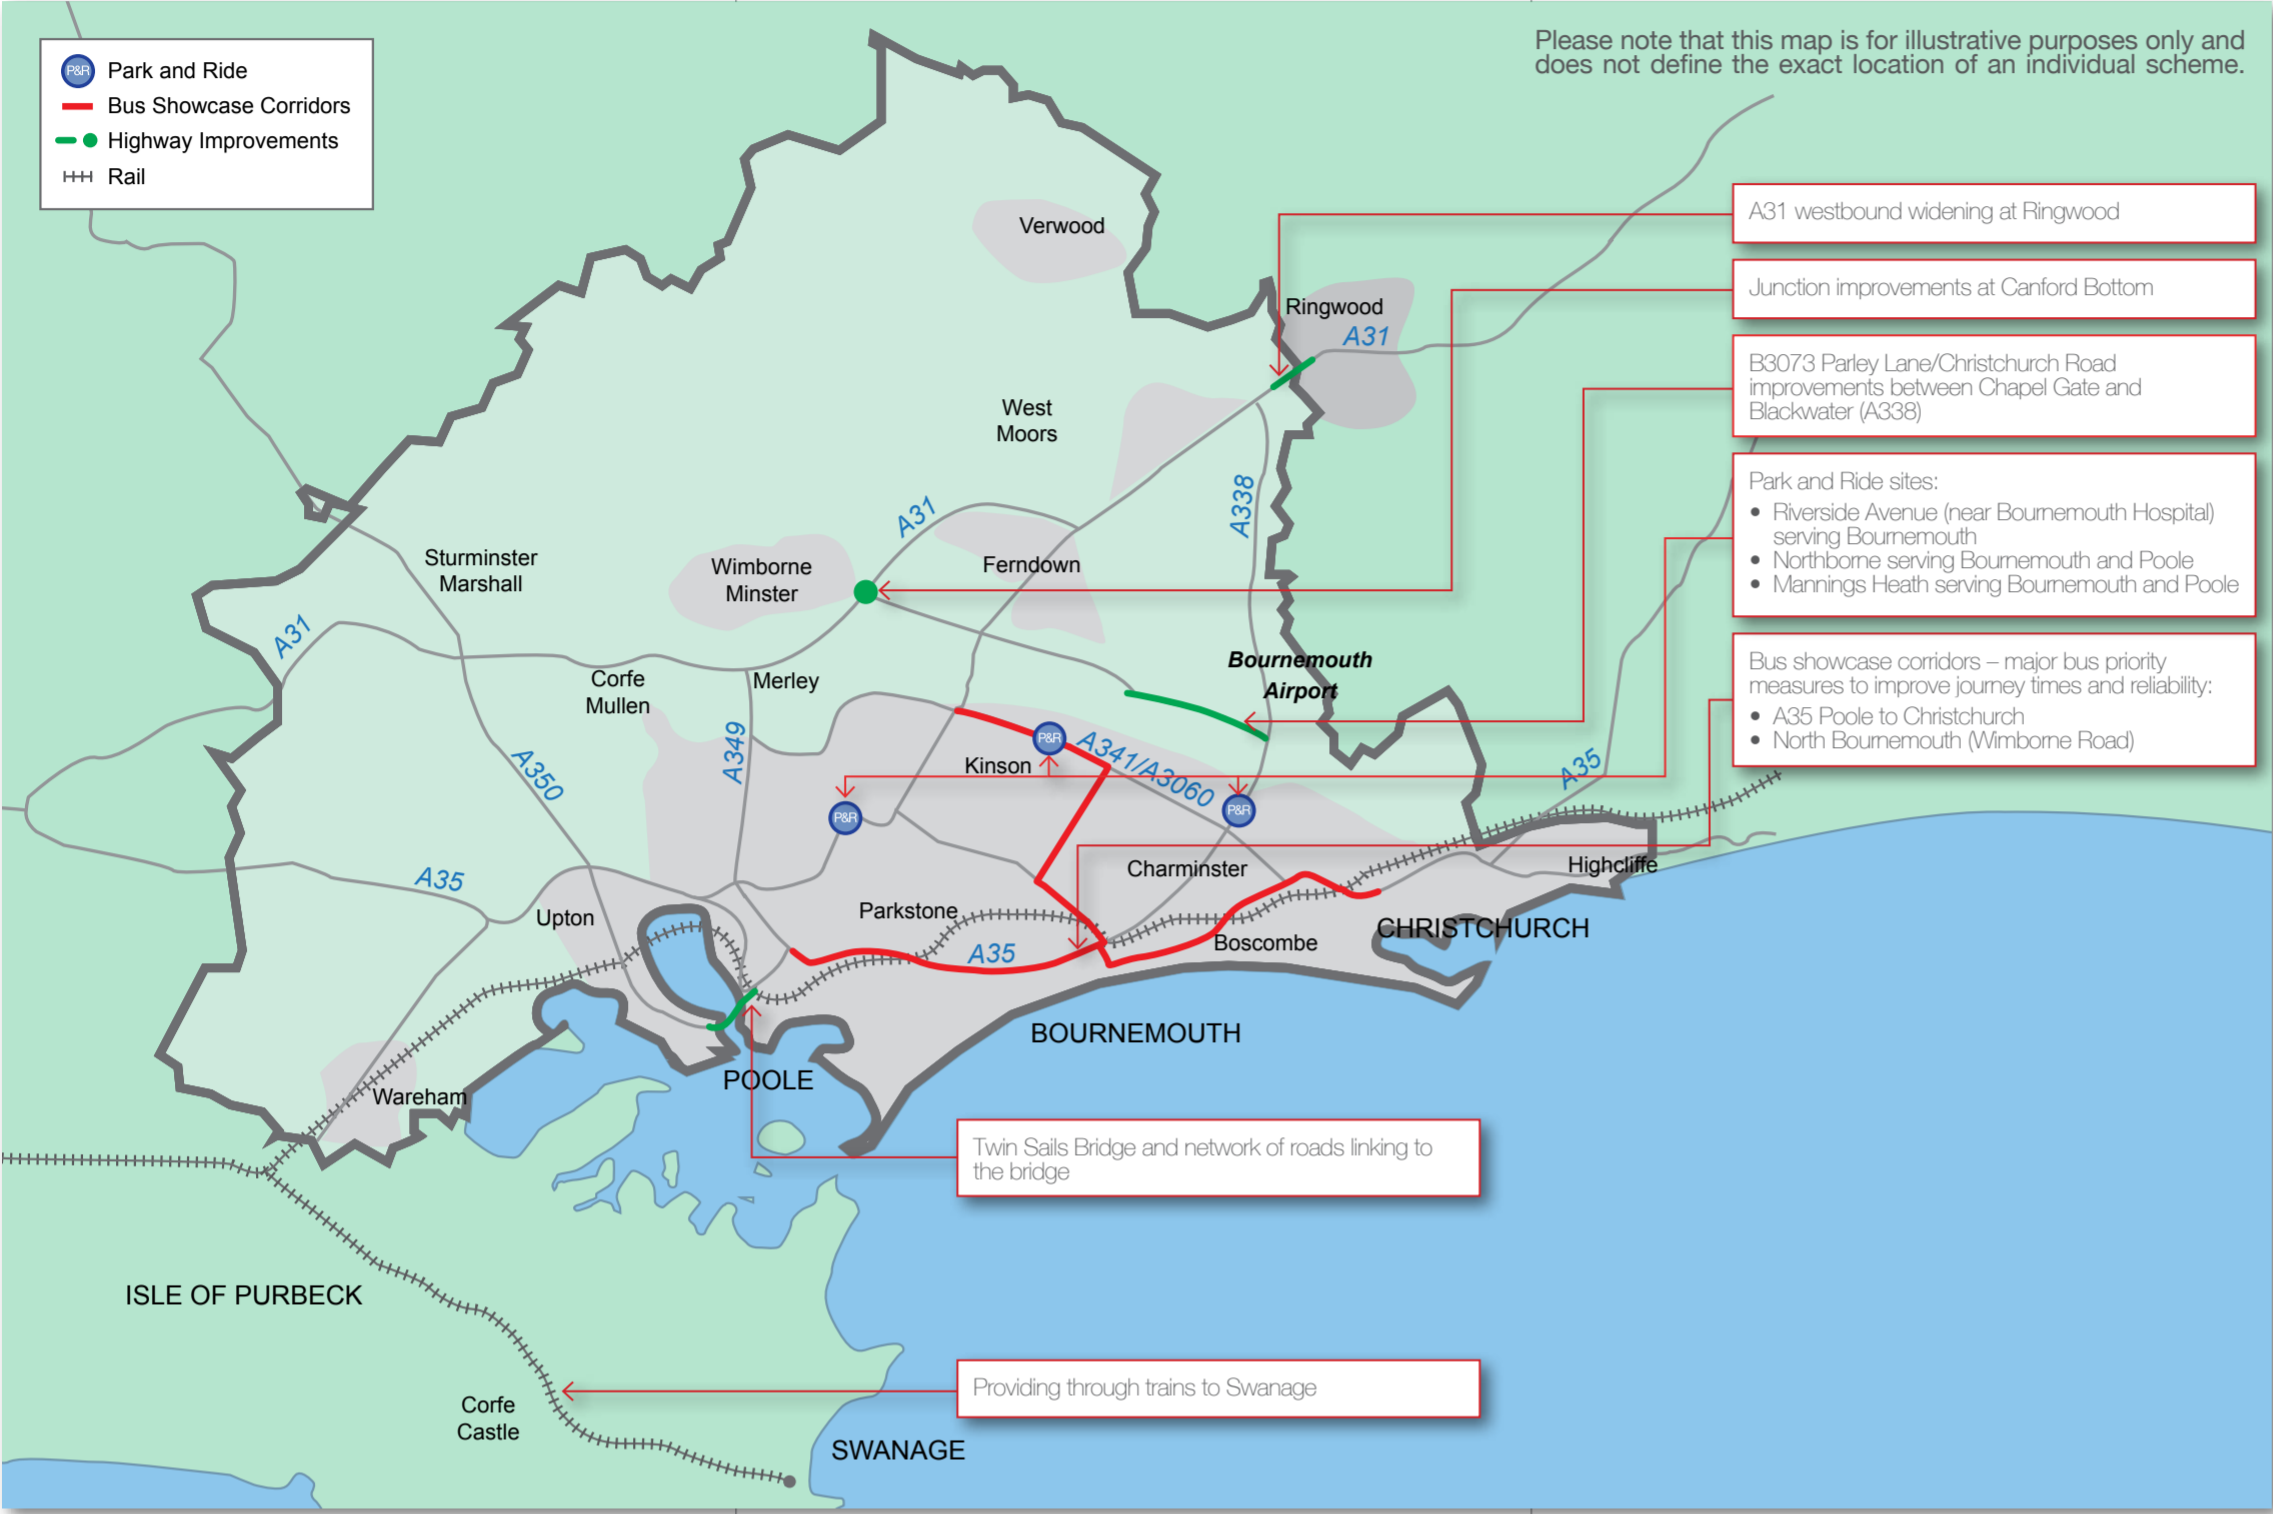 P&R Park and Ride
Bus Showcase Corridors
Highway Improvements
Rail
Please note that this map is for illustrative purposes only and
does not define the exact location of an individual scheme.
A31 westbound widening at Ringwood
Junction improvements at Canford Bottom
B3073 Parley Lane/Christchurch Road
improvements between Chapel Gate and
Blackwater (A338)
Park and Ride sites:
• Riverside Avenue (near Bournemouth Hospital)
serving Bournemouth
• Northborne serving Bournemouth and Poole
• Mannings Heath serving Bournemouth and Poole
Bus showcase corridors – major bus priority
measures to improve journey times and reliability:
• A35 Poole to Christchurch
• North Bournemouth (Wimborne Road)
Verwood
Ringwood
A31
West
Moors
A338
A31
Sturminster
Marshall
Wimborne
Minster
Ferndown
A31
Bournemouth
Airport
Corfe
Mullen
Merley
A349
A350
P&R
Kinson
A341/A3060
P&R
P&R
A35
Charminster
Highcliffe
A35
Upton
Parkstone
A35
Boscombe
CHRISTCHURCH
BOURNEMOUTH
POOLE
Wareham
Twin Sails Bridge and network of roads linking to
the bridge
ISLE OF PURBECK
Providing through trains to Swanage
Corfe
Castle
SWANAGE